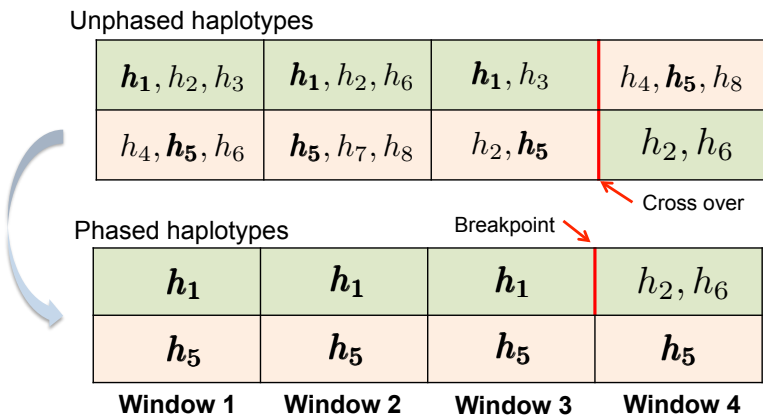 Unphased haplotypes
h₁, h₂, h₃ h₁, h₂, h₆ h₁, h₃ h₄, h₅, h₈
h₄, h₅, h₆ h₅, h₇, h₈ h₂, h₅ h₂, h₆
Cross over
Phased haplotypes
Breakpoint
h₁ h₁ h₁ h₂, h₆
h₅ h₅ h₅ h₅
Window 1 Window 2 Window 3 Window 4